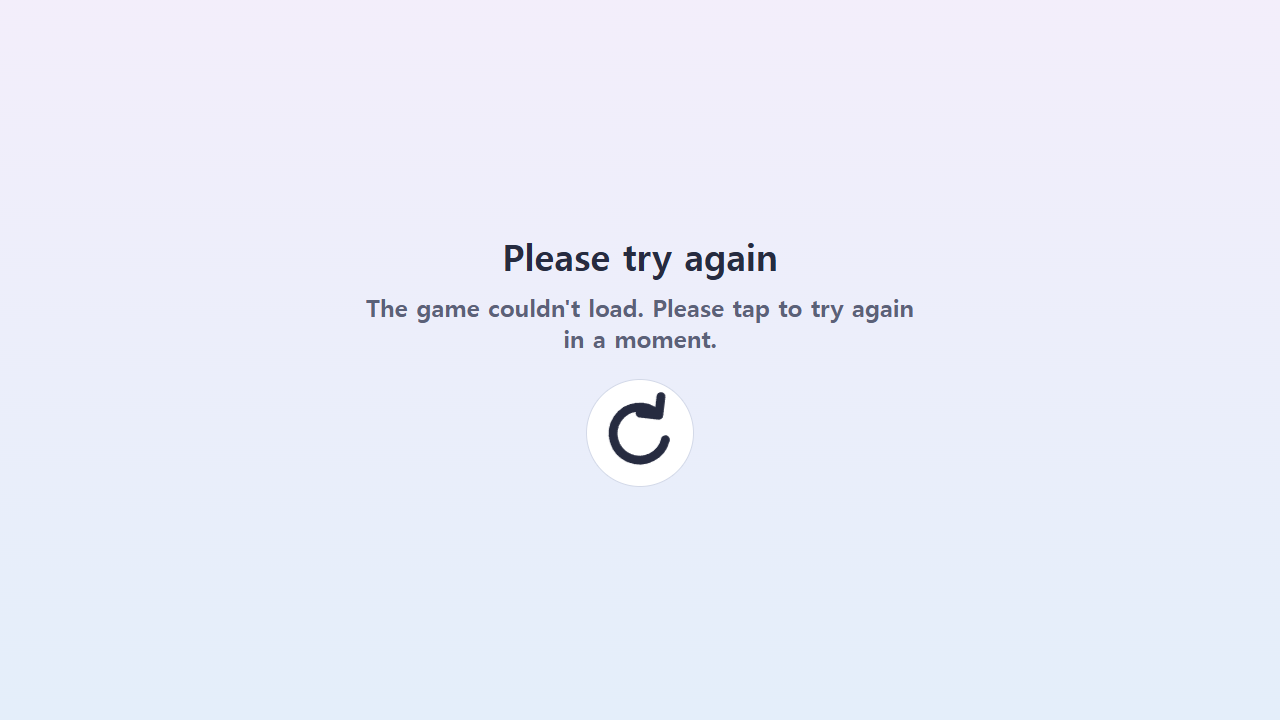 Please try again
The game couldn't load. Please tap to try again
in a moment.